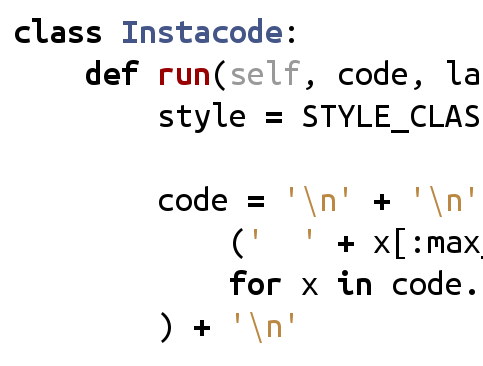 class Instacode:
    def run(self, code, la
        style = STYLE_CLAS
        code = '\n' + '\n'
            ('  ' + x[:max_
            for x in code.
        ) + '\n'